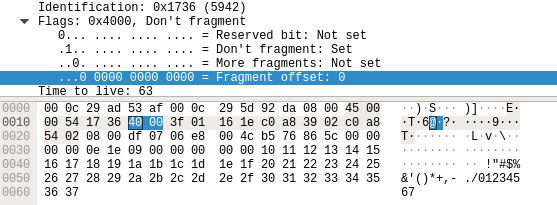 Identification: 0x1736 (5942)
Flags: 0x4000, Don't fragment
0... .... .... .... = Reserved bit: Not set
.1.. .... .... .... = Don't fragment: Set
..0. .... .... .... = More fragments: Not set
...0 0000 0000 0000 = Fragment offset: 0
Time to live: 63
0000 00 0c 29 ad 53 af 00 0c 29 5d 92 da 08 00 45 00 ··)·S··· )]····E·
0010 00 54 17 36 40 00 3f 01 16 1e c0 a8 39 02 c0 a8 ·T·6@·?· ····9···
0020 54 02 08 00 df 07 06 e8 00 4c b5 76 86 5c 00 00 T······· ·L·v·\··
0030 00 00 0e 1e 09 00 00 00 00 00 10 11 12 13 14 15 ········ ········
0040 16 17 18 19 1a 1b 1c 1d 1e 1f 20 21 22 23 24 25 ········ ·· !"#$%
0050 26 27 28 29 2a 2b 2c 2d 2e 2f 30 31 32 33 34 35 &'()*+,- ./012345
0060 36 37 67